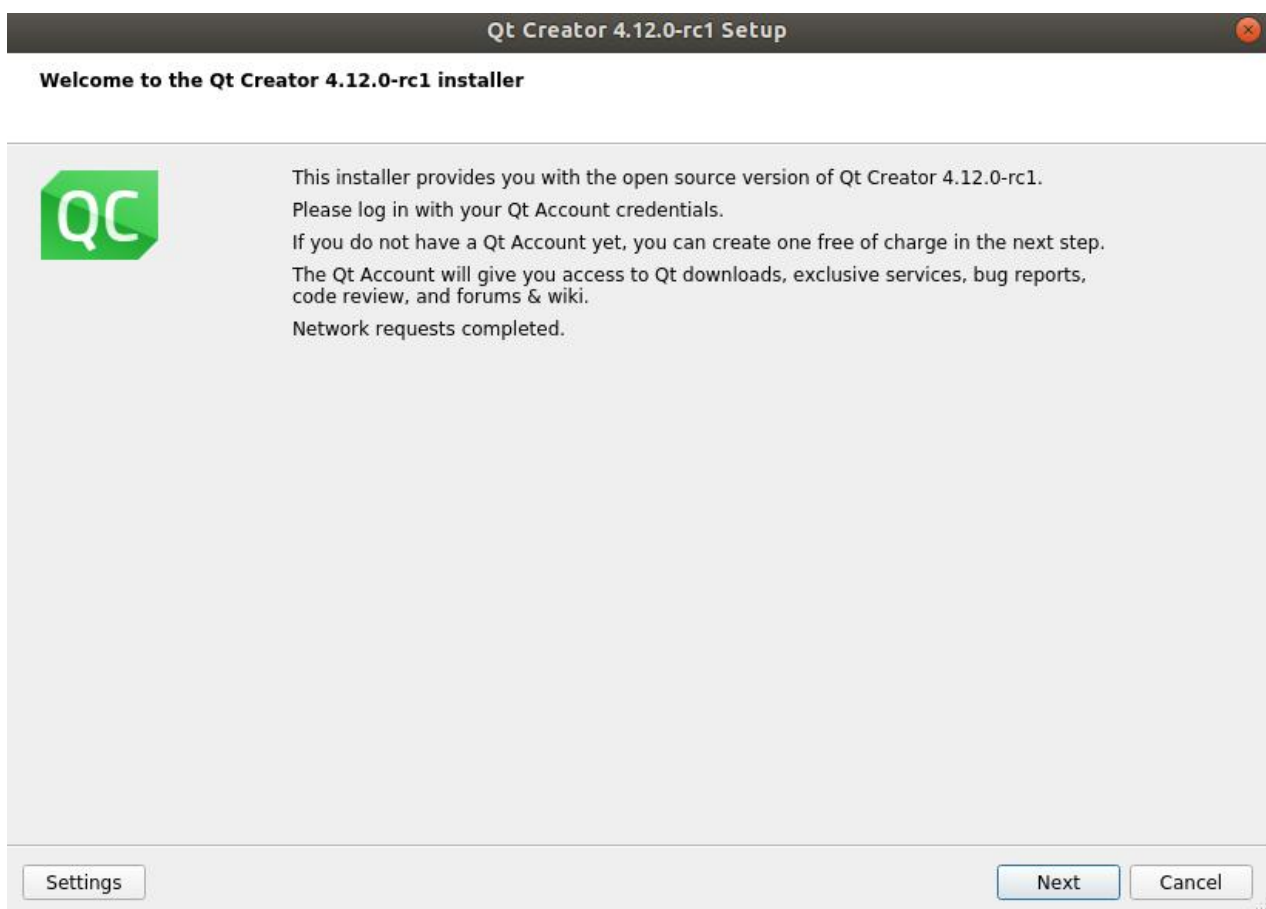 Qt Creator 4.12.0-rc1 Setup
Welcome to the Qt Creator 4.12.0-rc1 installer
QC
This installer provides you with the open source version of Qt Creator 4.12.0-rc1.
Please log in with your Qt Account credentials.
If you do not have a Qt Account yet, you can create one free of charge in the next step.
The Qt Account will give you access to Qt downloads, exclusive services, bug reports,
code review, and forums & wiki.
Network requests completed.
Settings
Next
Cancel